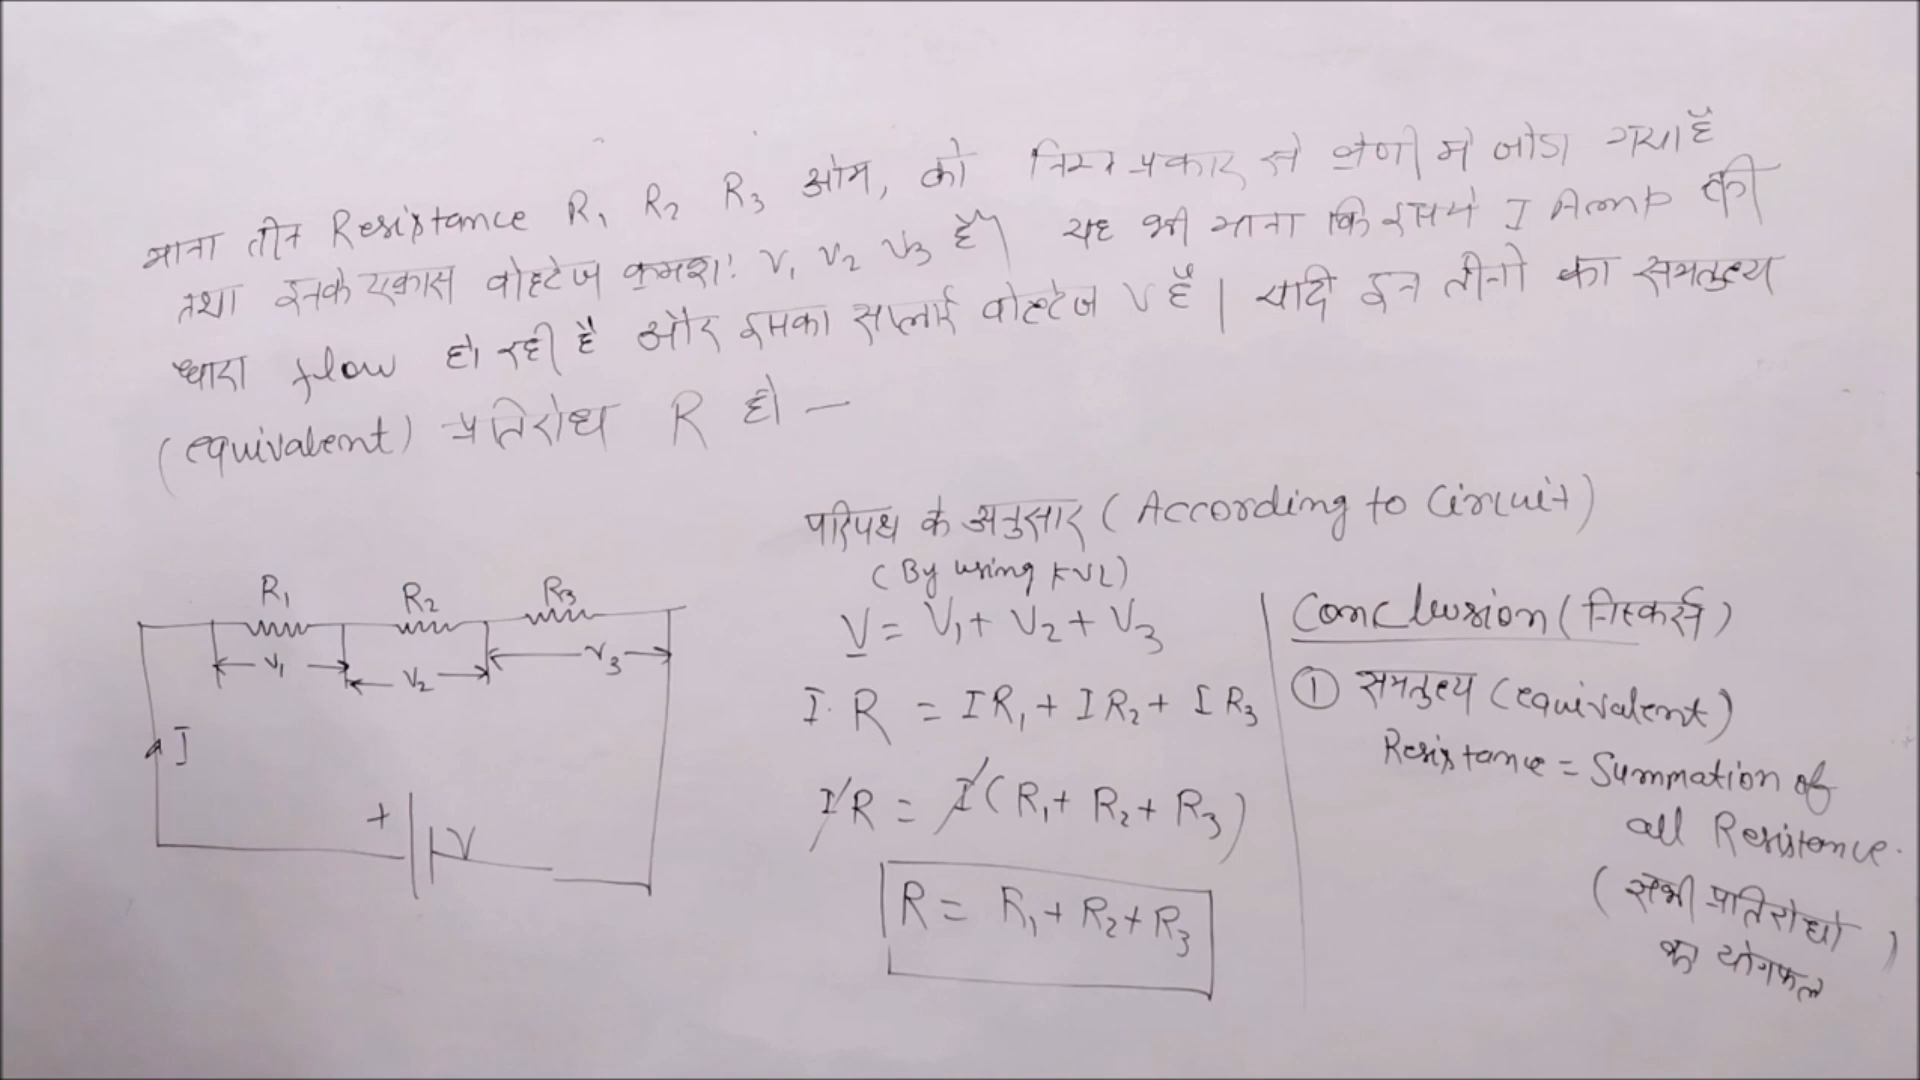 माना तीन Resistance R₁ R₂ R₃ ओम, को निम्न प्रकार से श्रेणी मे जोडा गया है
तथा इनके एक्रास वोल्टेज क्रमशः V₁ V₂ V₃ है। यह भी माना कि इसमे I Amp की
धारा flow हो रही है और इसका सप्लाई वोल्टेज V है। यदि इन तीनो का समतुल्य
(equivalent) प्रतिरोध R हो —
परिपथ के अनुसार (According to Circuit)
(By using KVL)
V = V₁ + V₂ + V₃
I. R = IR₁ + IR₂ + IR₃
IR = I(R₁ + R₂ + R₃)
R = R₁ + R₂ + R₃
R₁ R₂ R₃
V₁ V₂ V₃
I
+ V
Conclusion (निस्कर्स)
① समतुल्य (equivalent)
Resistance = Summation of
all Resistance.
(सभी प्रतिरोधो
का योगफल)